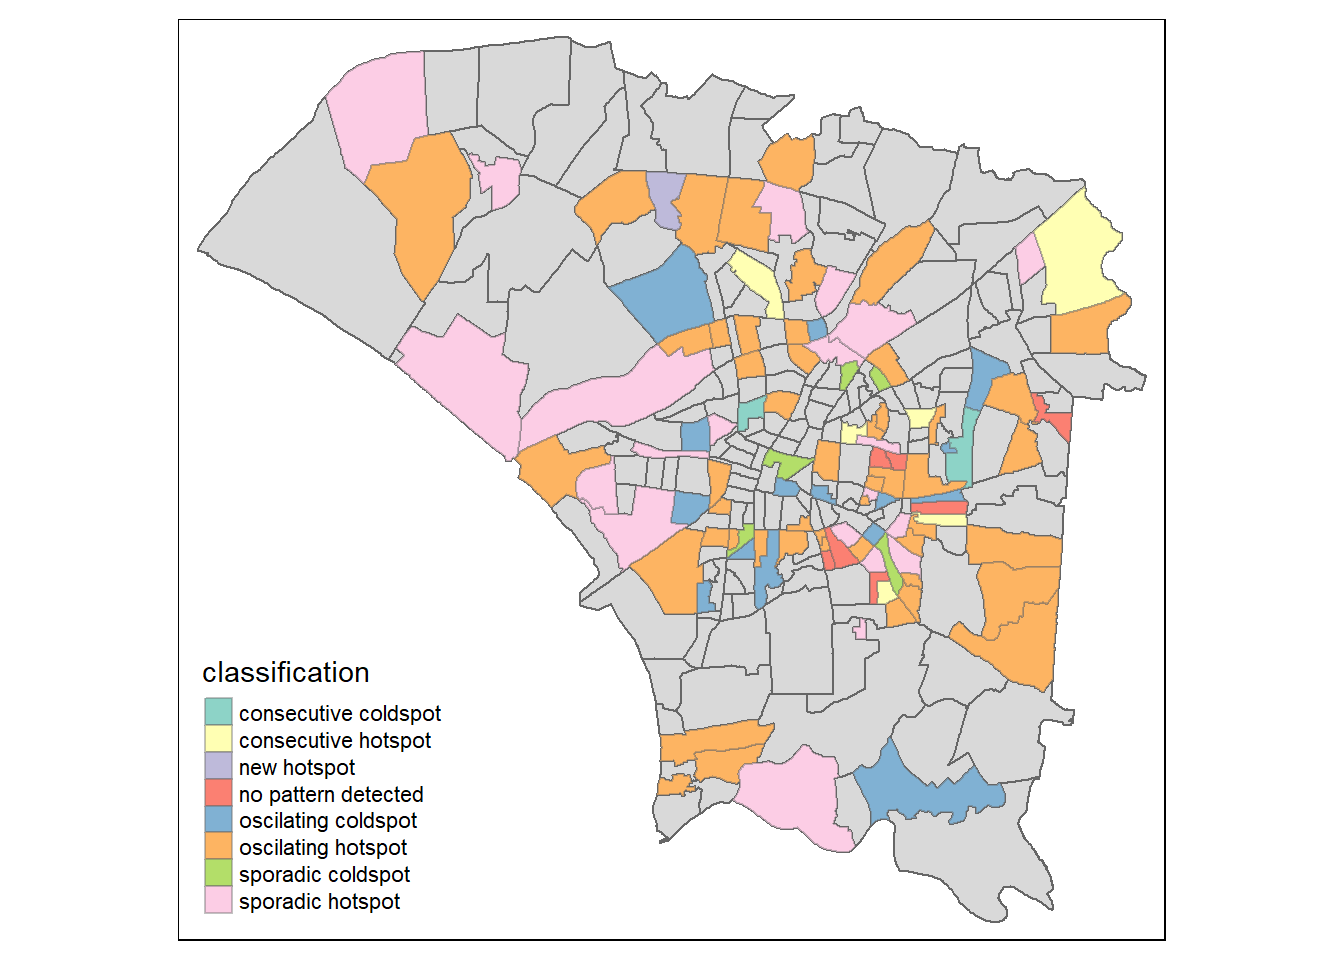 classification
consecutive coldspot
consecutive hotspot
new hotspot
no pattern detected
oscilating coldspot
oscilating hotspot
sporadic coldspot
sporadic hotspot